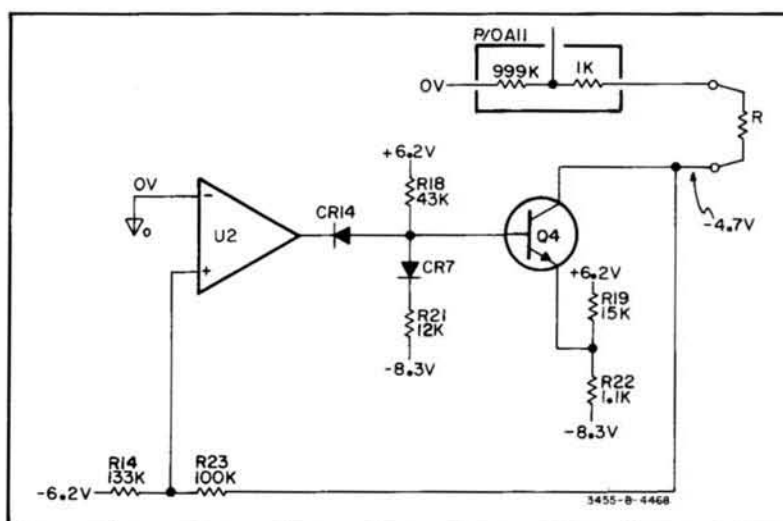 P/OA11
999K
1K
0V
R
+6.2V
R18
43K
0V
CR14
-
U2
+
Q4
-4.7V
CR7
+6.2V
R19
15K
R21
12K
-8.3V
R22
1.1K
-8.3V
R14
133K
R23
100K
-6.2V
3455-B-4468